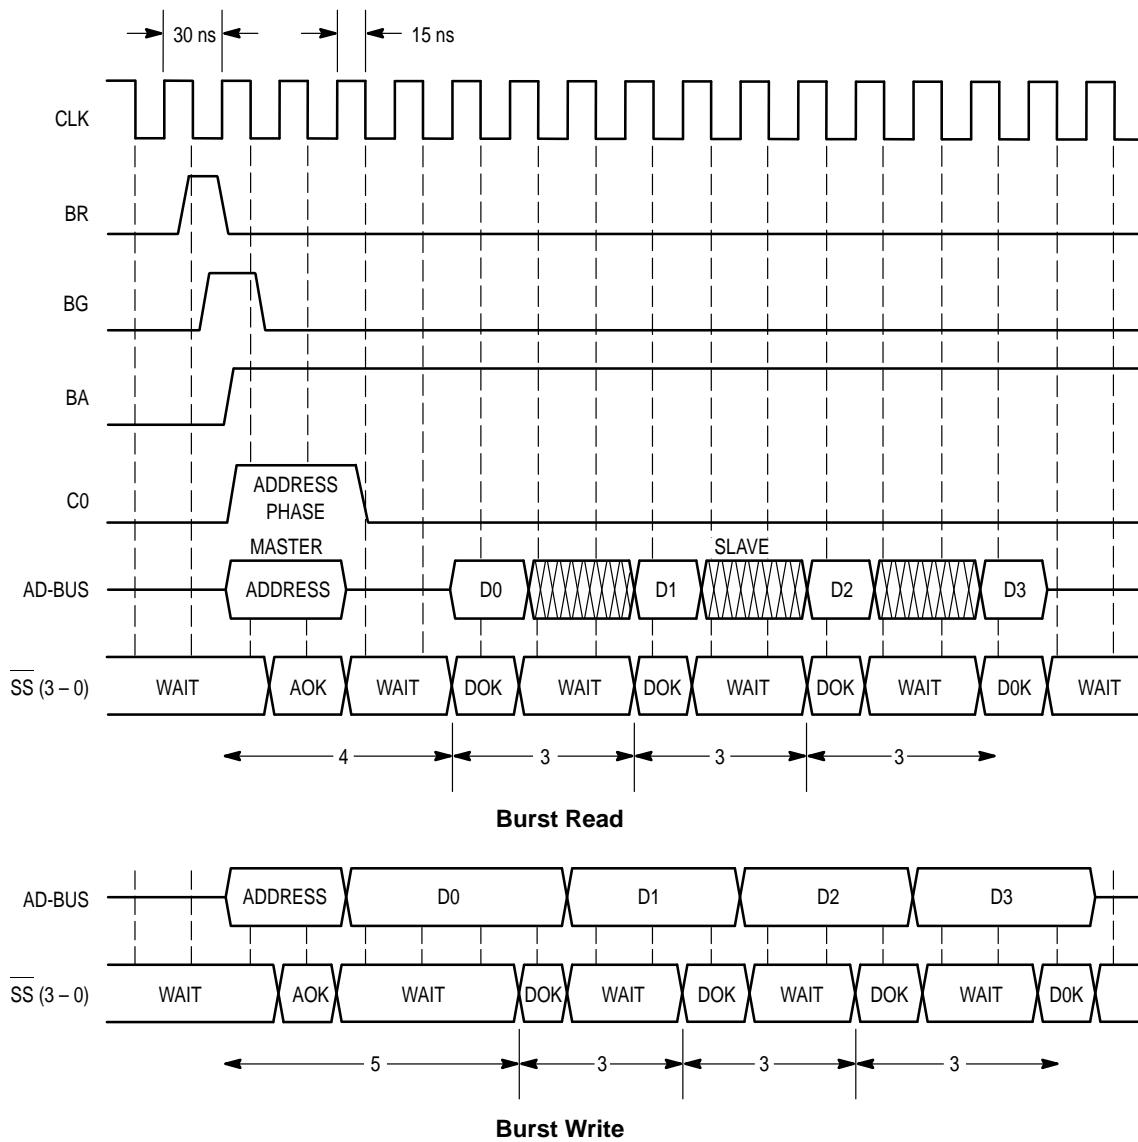 30 ns 15 ns
CLK
BR
BG
BA
C0 ADDRESS
PHASE
MASTER SLAVE
AD-BUS ADDRESS D0 D1 D2 D3
SS (3 – 0) WAIT AOK WAIT DOK WAIT DOK WAIT DOK WAIT D0K WAIT
4 3 3 3
Burst Read
AD-BUS ADDRESS D0 D1 D2 D3
SS (3 – 0) WAIT AOK WAIT DOK WAIT DOK WAIT DOK WAIT D0K
5 3 3 3
Burst Write